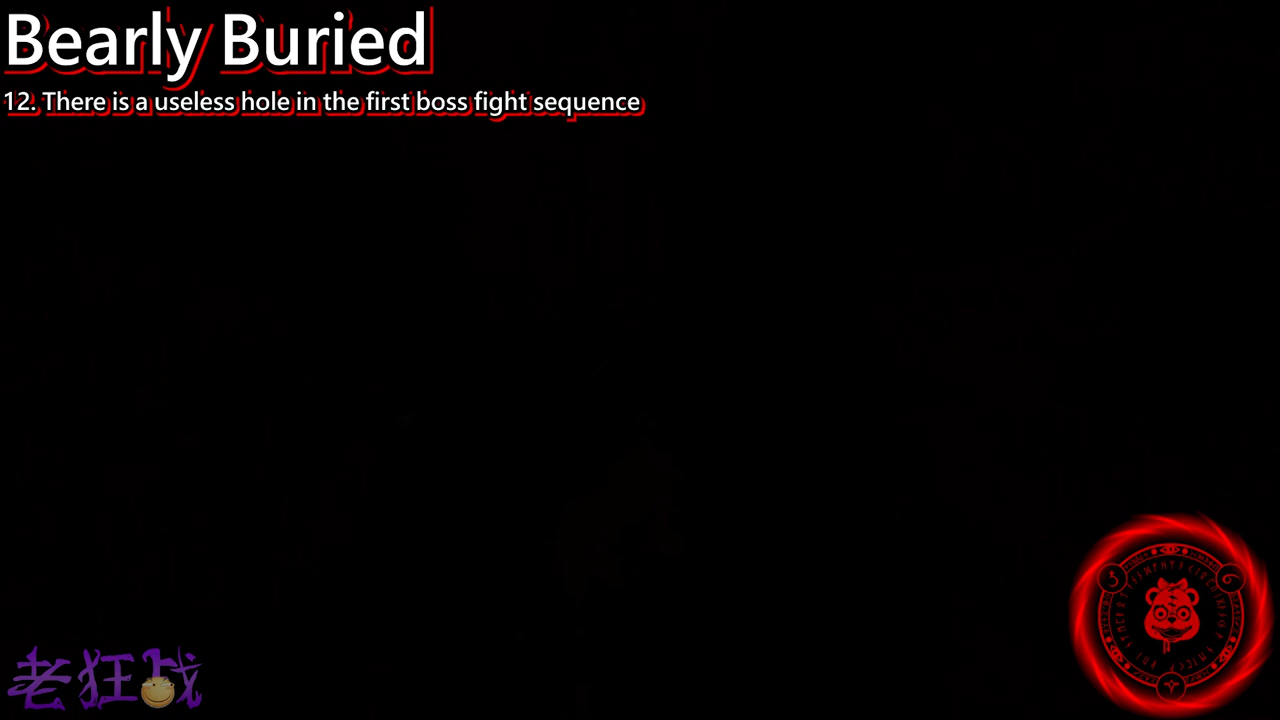 Bearly Buried
12. There is a useless hole in the first boss fight sequence
老狂战